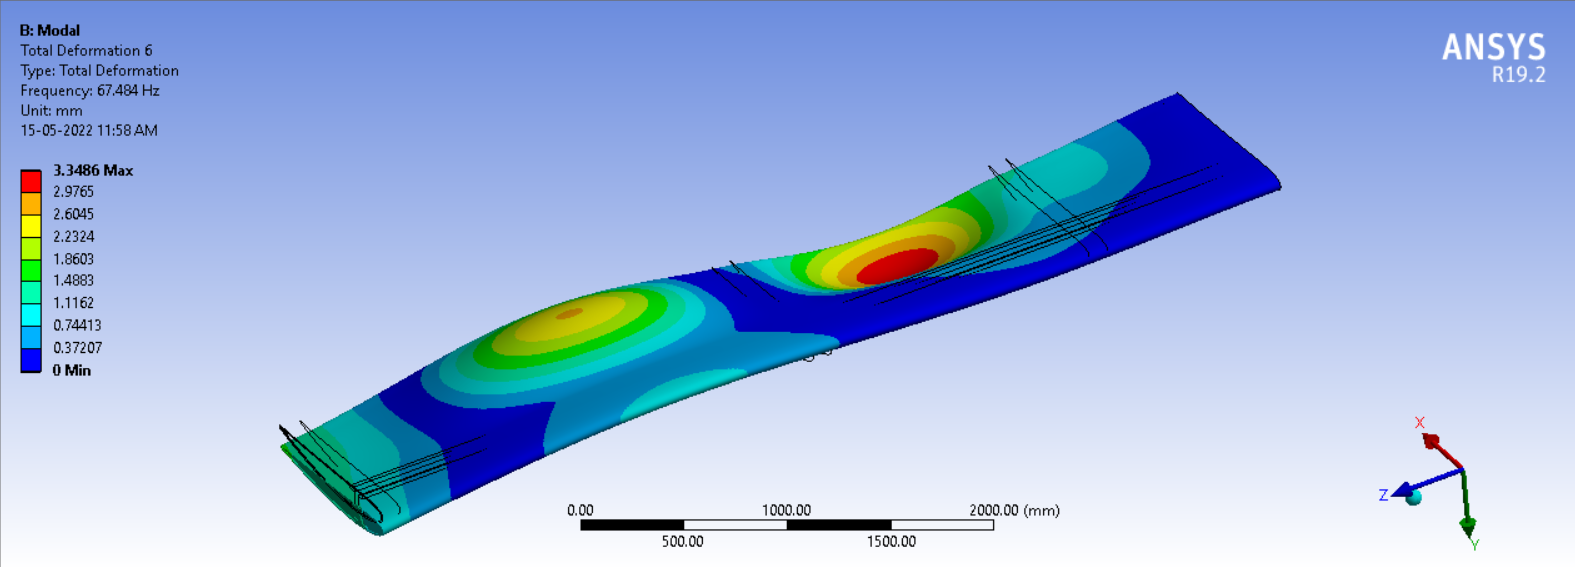 B: Modal
Total Deformation 6
Type: Total Deformation
Frequency: 67.484 Hz
Unit: mm
15-05-2022 11:58 AM
3.3486 Max
2.9765
2.6045
2.2324
1.8603
1.4883
1.1162
0.74413
0.37207
0 Min
ANSYS
R19.2
0.00 1000.00 2000.00 (mm)
500.00 1500.00
X
Z
Y